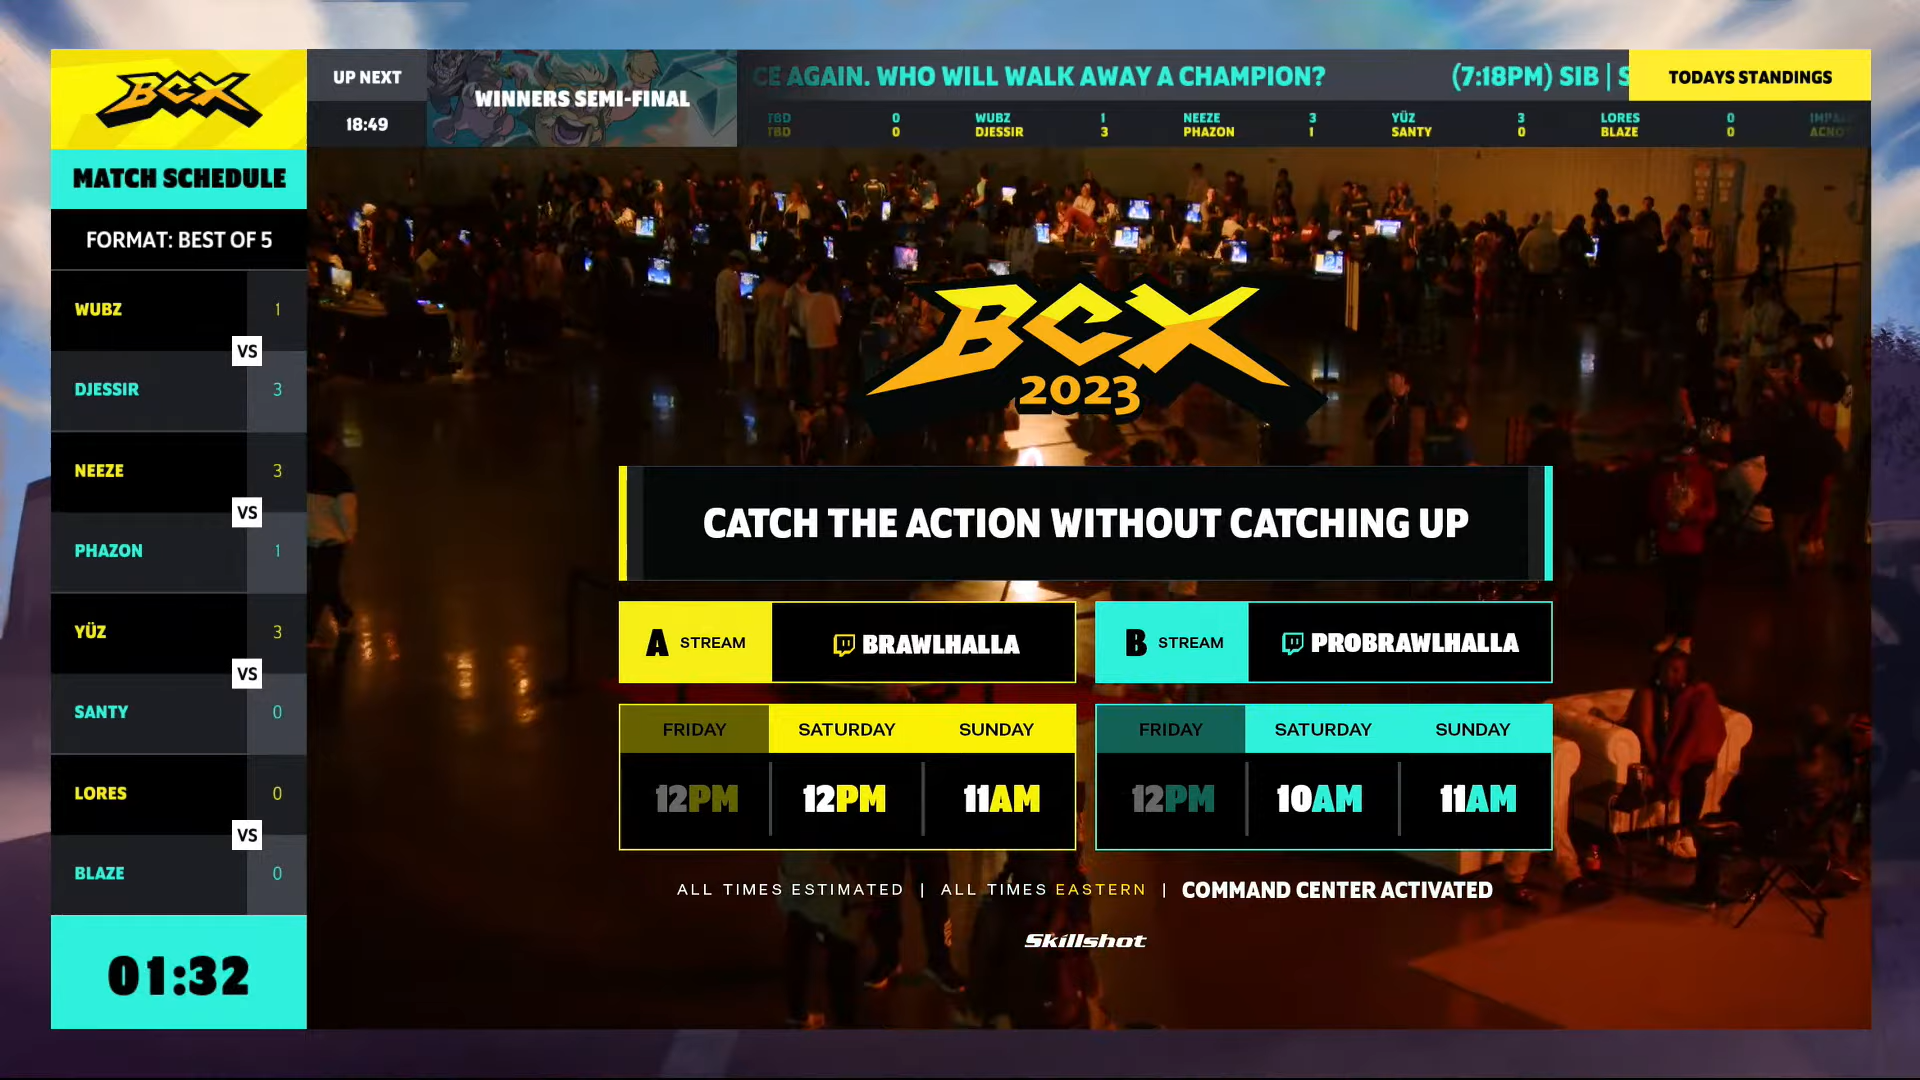 BCX
UP NEXT
18:49
WINNERS SEMI-FINAL
CE AGAIN. WHO WILL WALK AWAY A CHAMPION? (7:18PM) SIB |
TODAYS STANDINGS
TBD 0 WUBZ 1 NEEZE 3 YÜZ 3 LORES 0
TBD 0 DJESSIR 3 PHAZON 1 SANTY 0 BLAZE 0
MATCH SCHEDULE
FORMAT: BEST OF 5
WUBZ 1
VS
DJESSIR 3
NEEZE 3
VS
PHAZON 1
YÜZ 3
VS
SANTY 0
LORES 0
VS
BLAZE 0
01:32
BCX
2023
CATCH THE ACTION WITHOUT CATCHING UP
A STREAM BRAWLHALLA
B STREAM PROBRAWLHALLA
FRIDAY SATURDAY SUNDAY
12PM 12PM 11AM
FRIDAY SATURDAY SUNDAY
12PM 10AM 11AM
ALL TIMES ESTIMATED | ALL TIMES EASTERN | COMMAND CENTER ACTIVATED
Skillshot